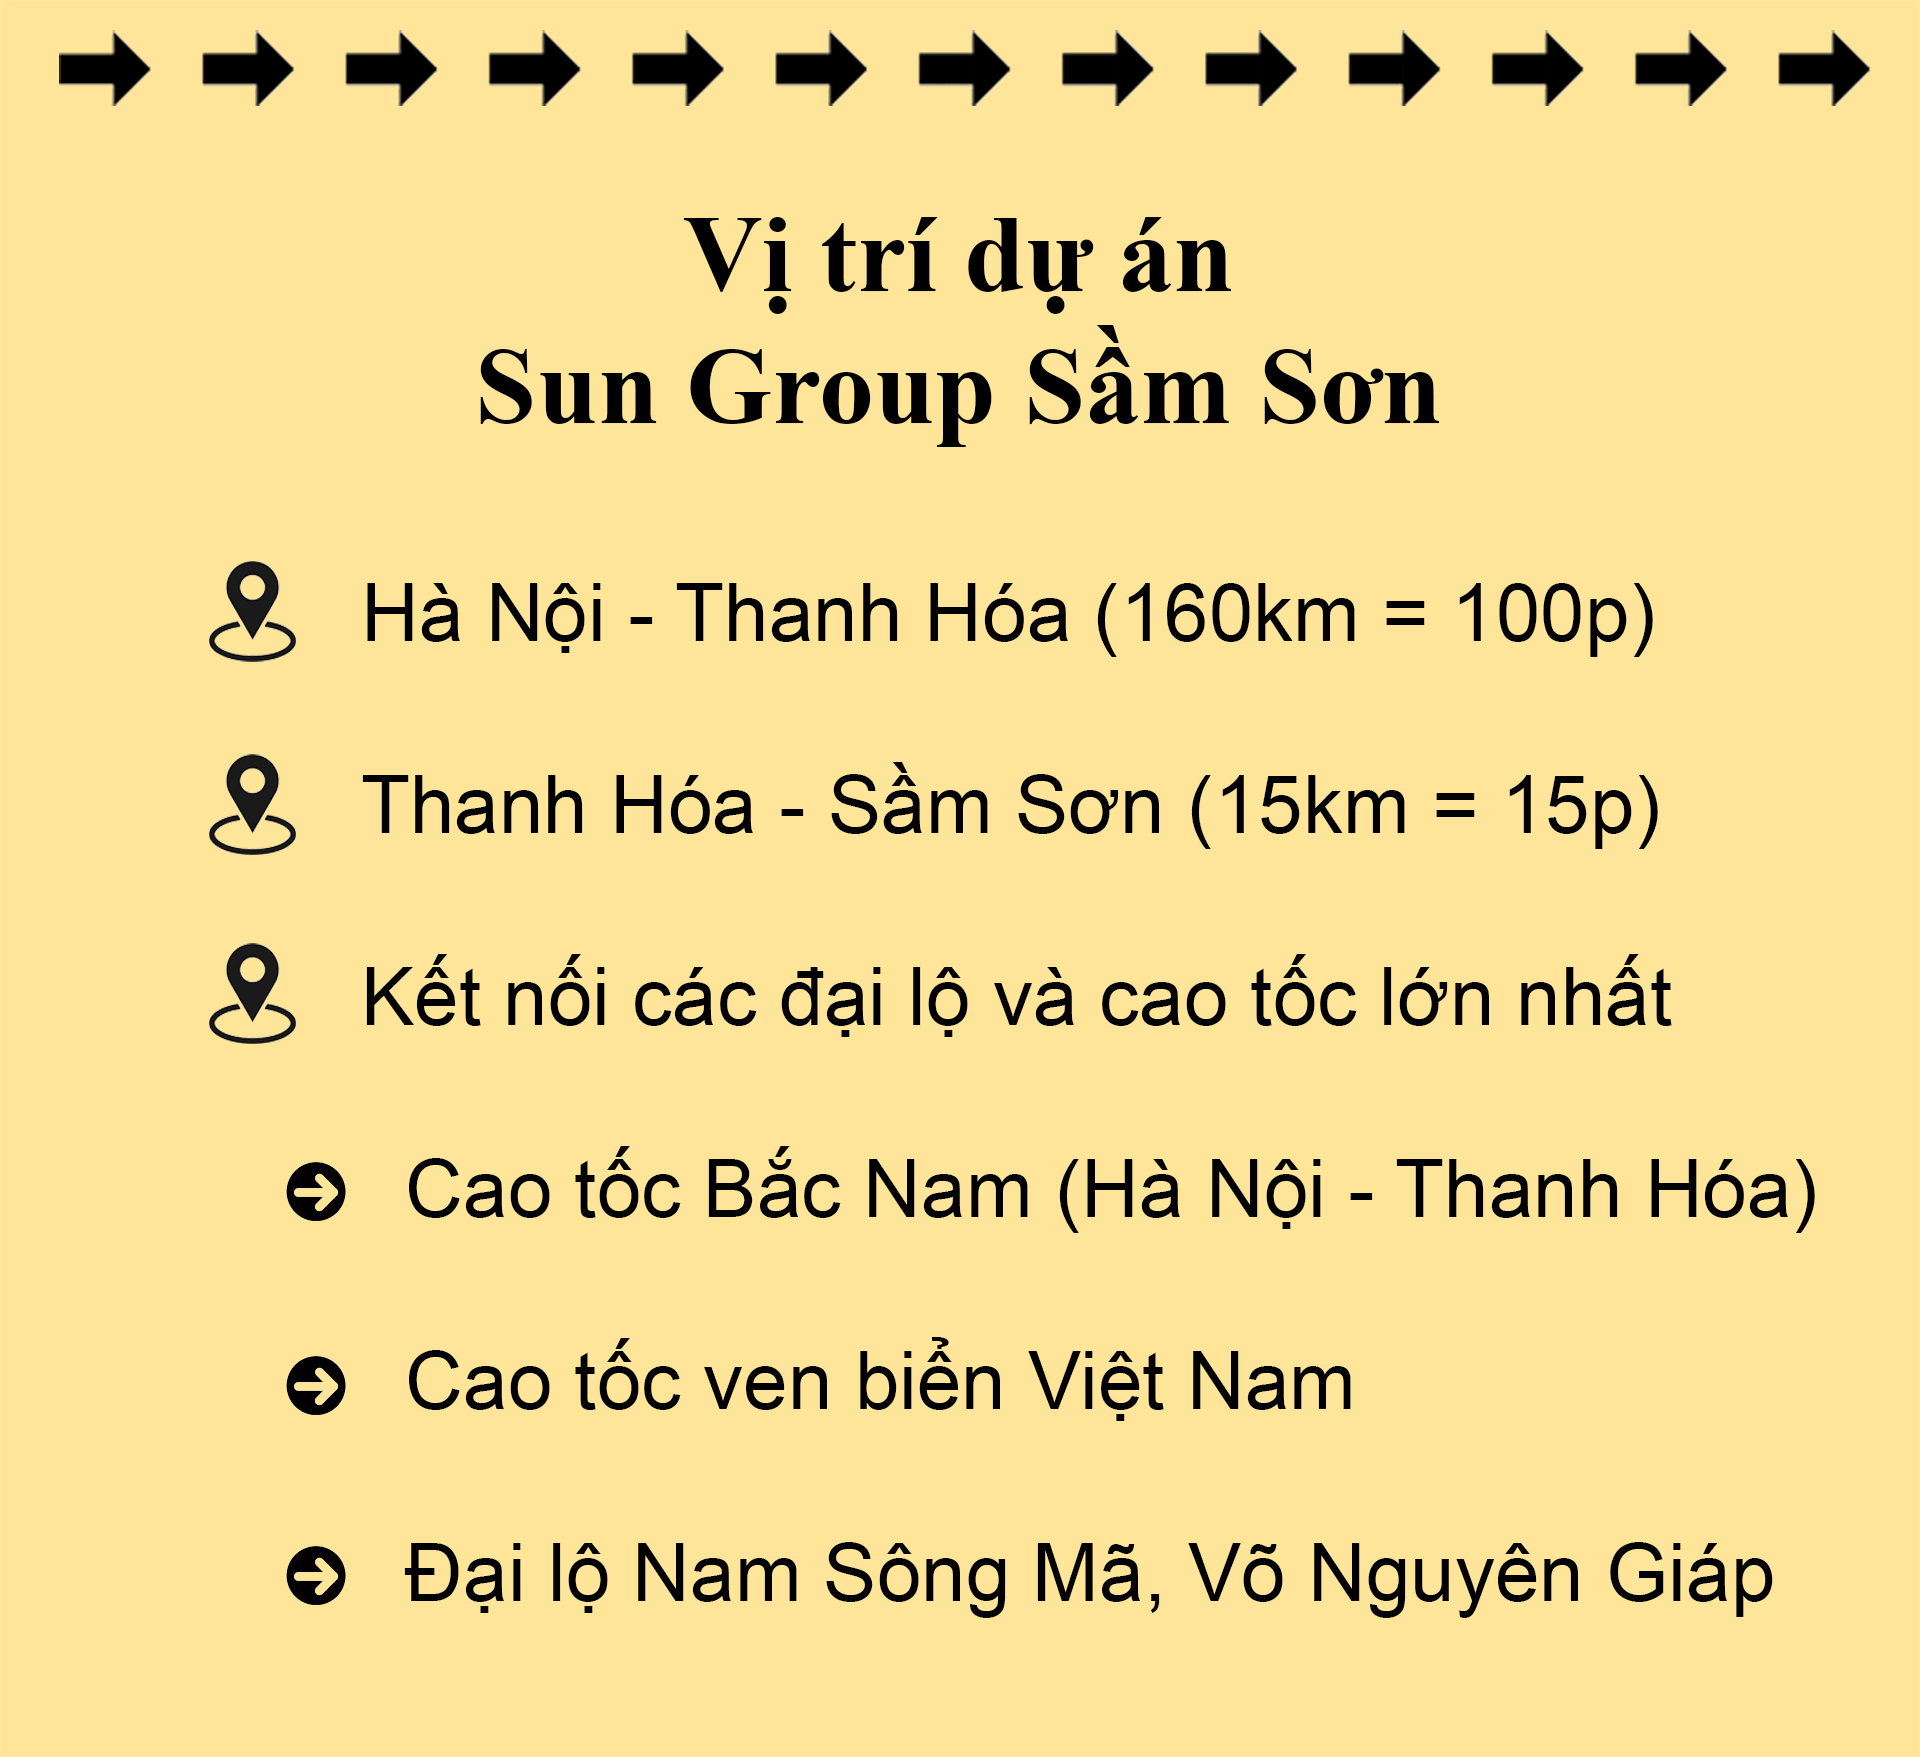 Vị trí dự án
Sun Group Sầm Sơn
Hà Nội - Thanh Hóa (160km = 100p)
Thanh Hóa - Sầm Sơn (15km = 15p)
Kết nối các đại lộ và cao tốc lớn nhất
Cao tốc Bắc Nam (Hà Nội - Thanh Hóa)
Cao tốc ven biển Việt Nam
Đại lộ Nam Sông Mã, Võ Nguyên Giáp